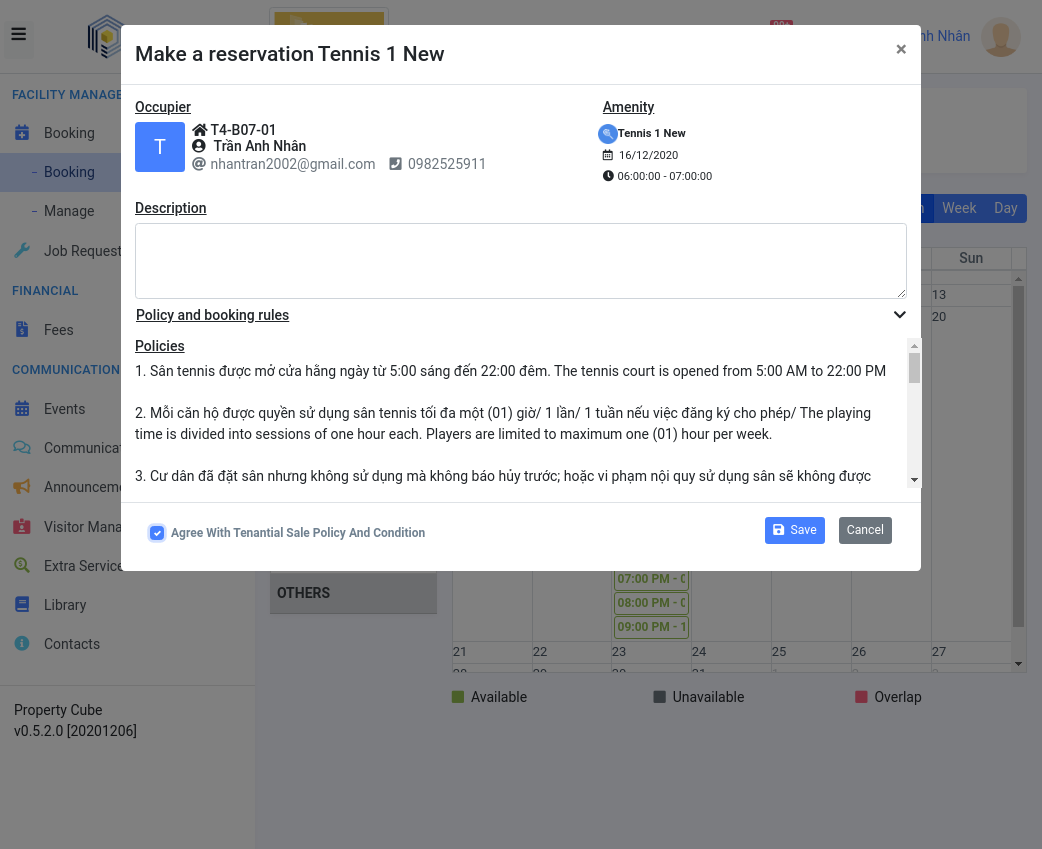 99+
Make a reservation Tennis 1 New
×
nh Nhân
FACILITY MANAGE
Booking
- Booking
- Manage
Job Request
FINANCIAL
Fees
COMMUNICATION
Events
Communicat
Announceme
Visitor Mana
Extra Service
Library
Contacts
Property Cube
v0.5.2.0 [20201206]
Occupier
T
T4-B07-01
Trần Anh Nhân
@ nhantran2002@gmail.com 0982525911
Amenity
Tennis 1 New
16/12/2020
06:00:00 - 07:00:00
Description
Policy and booking rules
Policies
1. Sân tennis được mở cửa hằng ngày từ 5:00 sáng đến 22:00 đêm. The tennis court is opened from 5:00 AM to 22:00 PM
2. Mỗi căn hộ được quyền sử dụng sân tennis tối đa một (01) giờ/ 1 lần/ 1 tuần nếu việc đăng ký cho phép/ The playing
time is divided into sessions of one hour each. Players are limited to maximum one (01) hour per week.
3. Cư dân đã đặt sân nhưng không sử dụng mà không báo hủy trước; hoặc vi phạm nội quy sử dụng sân sẽ không được
Agree With Tenantial Sale Policy And Condition
Save
Cancel
Week Day
Sun
13
20
OTHERS
07:00 PM - 0
08:00 PM - 0
09:00 PM - 1
21 22 23 24 25 26 27
Available
Unavailable
Overlap